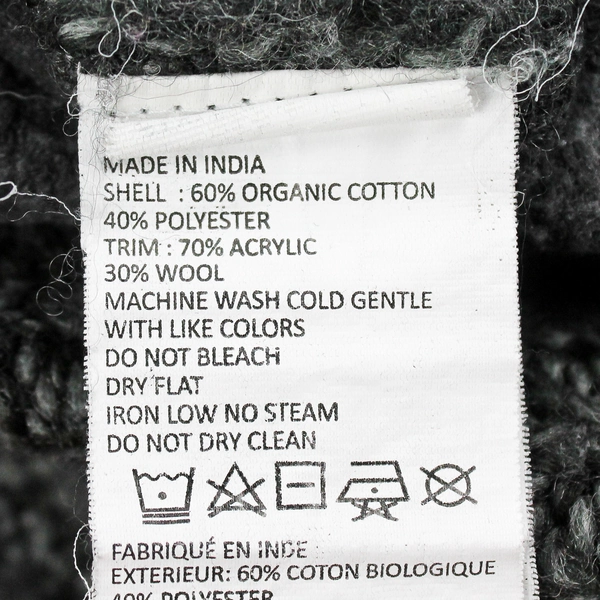 MADE IN INDIA
SHELL : 60% ORGANIC COTTON
40% POLYESTER
TRIM : 70% ACRYLIC
30% WOOL
MACHINE WASH COLD GENTLE
WITH LIKE COLORS
DO NOT BLEACH
DRY FLAT
IRON LOW NO STEAM
DO NOT DRY CLEAN
FABRIQUÉ EN INDE
EXTERIEUR: 60% COTON BIOLOGIQUE
40% POLYESTER